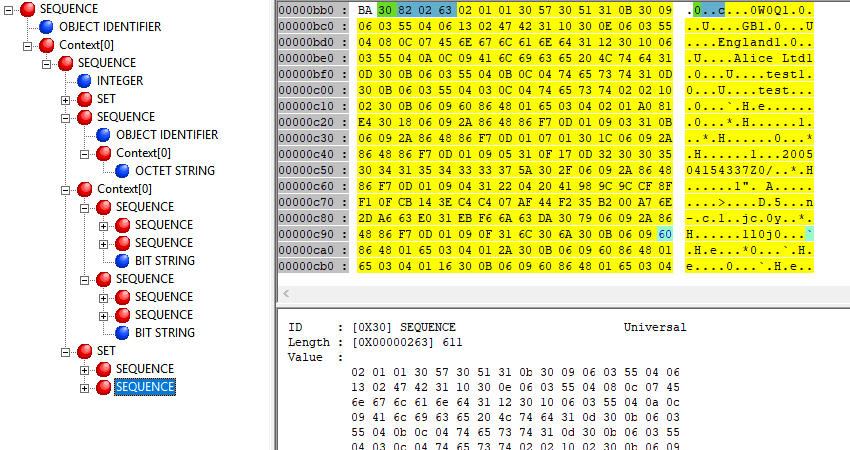 SEQUENCE
OBJECT IDENTIFIER
Context[0]
SEQUENCE
INTEGER
SET
SEQUENCE
OBJECT IDENTIFIER
Context[0]
OCTET STRING
Context[0]
SEQUENCE
SEQUENCE
SEQUENCE
BIT STRING
SEQUENCE
SEQUENCE
SEQUENCE
BIT STRING
SET
SEQUENCE
SEQUENCE
00000bb0 : BA 30 82 02 63 02 01 01 30 57 30 51 31 0B 30 09 .0..c...0W0Q1.0.
00000bc0 : 06 03 55 04 06 13 02 47 42 31 10 30 0E 06 03 55 ..U....GB1.0...U
00000bd0 : 04 08 0C 07 45 6E 67 6C 61 6E 64 31 12 30 10 06 ....England1.0..
00000be0 : 03 55 04 0A 0C 09 41 6C 69 63 65 20 4C 74 64 31 .U....Alice Ltd1
00000bf0 : 0D 30 0B 06 03 55 04 0B 0C 04 74 65 73 74 31 0D .0...U....test1.
00000c00 : 30 0B 06 03 55 04 03 0C 04 74 65 73 74 02 02 10 0...U....test...
00000c10 : 02 30 0B 06 09 60 86 48 01 65 03 04 02 01 A0 81 .0...`.H.e......
00000c20 : E4 30 18 06 09 2A 86 48 86 F7 0D 01 09 03 31 0B .0...*.H......1.
00000c30 : 06 09 2A 86 48 86 F7 0D 01 07 01 30 1C 06 09 2A ..*.H......0...*
00000c40 : 86 48 86 F7 0D 01 09 05 31 0F 17 0D 32 30 30 35 .H......1...2005
00000c50 : 30 34 31 35 34 33 33 37 5A 30 2F 06 09 2A 86 48 04154337Z0/..*.H
00000c60 : 86 F7 0D 01 09 04 31 22 04 20 41 98 9C 9C CF 8F ......1". A.....
00000c70 : F1 0F CB 14 3E C4 C4 07 AF 44 F2 35 B2 00 A7 6E ....>....D.5...n
00000c80 : 2D A6 63 E0 31 EB F6 6A 63 DA 30 79 06 09 2A 86 -.c.1..jc.0y..*.
00000c90 : 48 86 F7 0D 01 09 0F 31 6C 30 6A 30 0B 06 09 60 H......1l0j0...`
00000ca0 : 86 48 01 65 03 04 01 2A 30 0B 06 09 60 86 48 01 .H.e...*0...`.H.
00000cb0 : 65 03 04 01 16 30 0B 06 09 60 86 48 01 65 03 04 e....0...`.H.e..
ID : [0X30] SEQUENCE Universal
Length : [0X00000263] 611
Value :
02 01 01 30 57 30 51 31 0b 30 09 06 03 55 04 06
13 02 47 42 31 10 30 0e 06 03 55 04 08 0c 07 45
6e 67 6c 61 6e 64 31 12 30 10 06 03 55 04 0a 0c
09 41 6c 69 63 65 20 4c 74 64 31 0d 30 0b 06 03
55 04 0b 0c 04 74 65 73 74 31 0d 30 0b 06 03 55
04 03 0c 04 74 65 73 74 02 02 10 02 30 0b 06 09